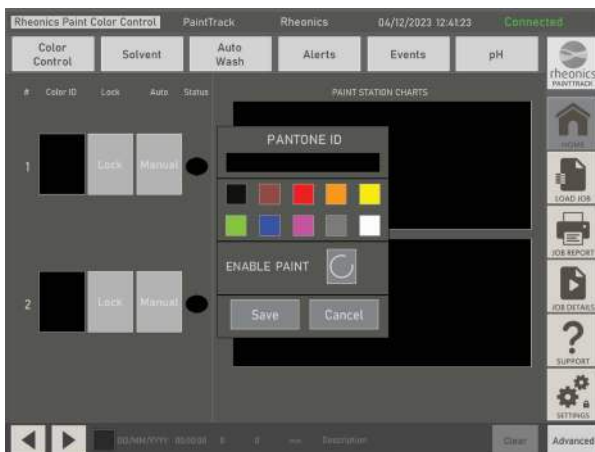 Rheonics Paint Color Control PaintTrack Rheonics 04/12/2023 12:41:23 Connected
Color Control Solvent Auto Wash Alerts Events pH
rheonics
PAINTTRACK
# Color ID Lock Auto Status PAINT STATION CHARTS
PANTONE ID
HOME
1 Lock Manual
LOAD JOB
JOB REPORT
ENABLE PAINT
2 Lock Manual
JOB DETAILS
Save Cancel
SUPPORT
SETTINGS
DD/MM/YYYY 00:00:00 Description Clear Advanced